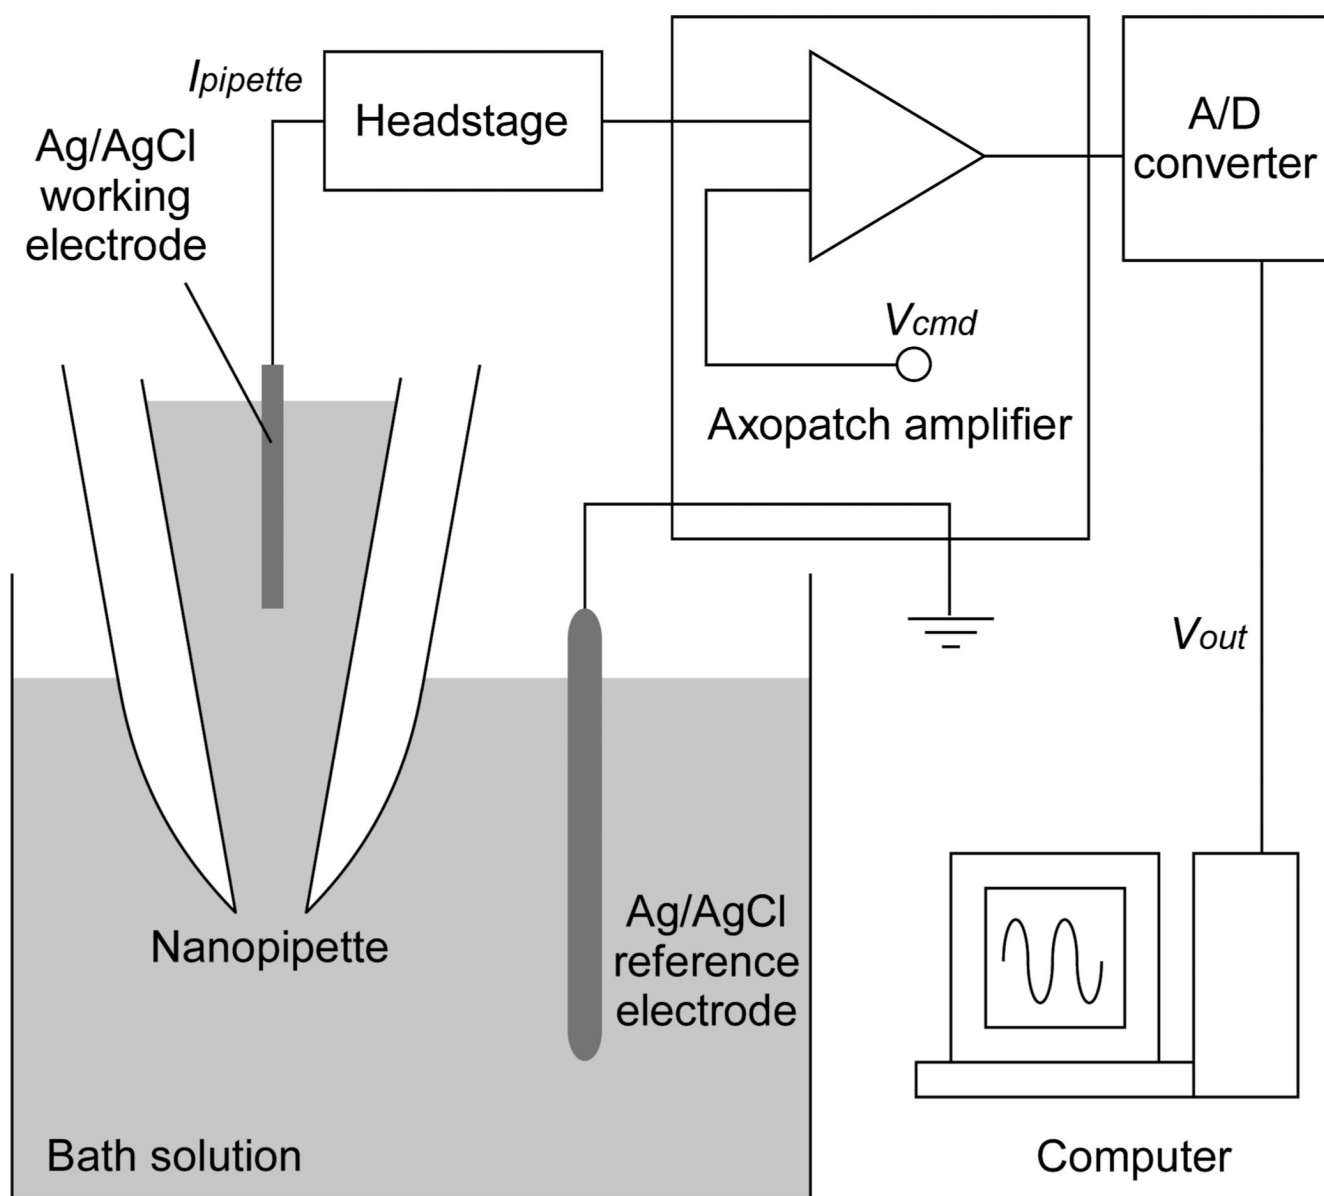 Ipipette
Headstage
A/D
converter
Ag/AgCl
working
electrode
Vcmd
Axopatch amplifier
Vout
Nanopipette
Ag/AgCl
reference
electrode
Bath solution
Computer